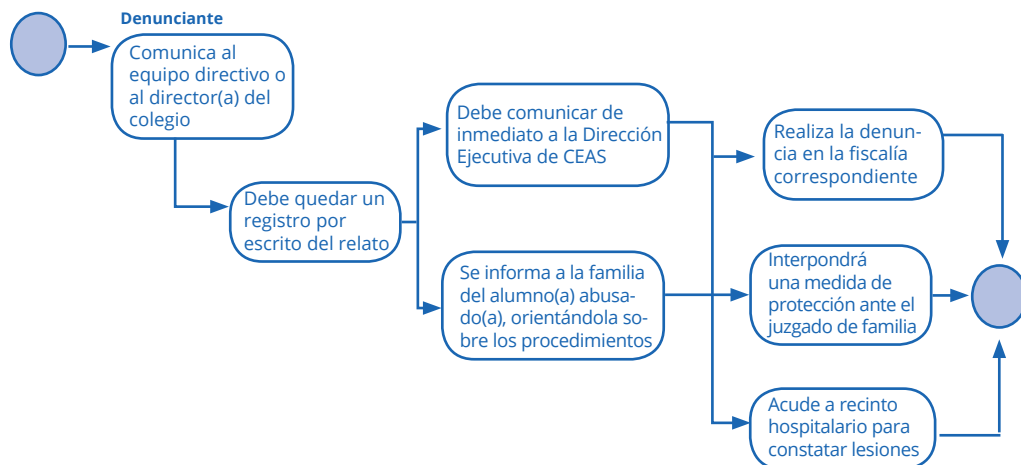 Denunciante
Comunica al
equipo directivo o
al director(a) del
colegio
Debe quedar un
registro por
escrito del relato
Debe comunicar de
inmediato a la Dirección
Ejecutiva de CEAS
Se informa a la familia
del alumno(a) abusa-
do(a), orientándola so-
bre los procedimientos
Realiza la denun-
cia en la fiscalía
correspondiente
Interpondrá
una medida de
protección ante el
juzgado de familia
Acude a recinto
hospitalario para
constatar lesiones